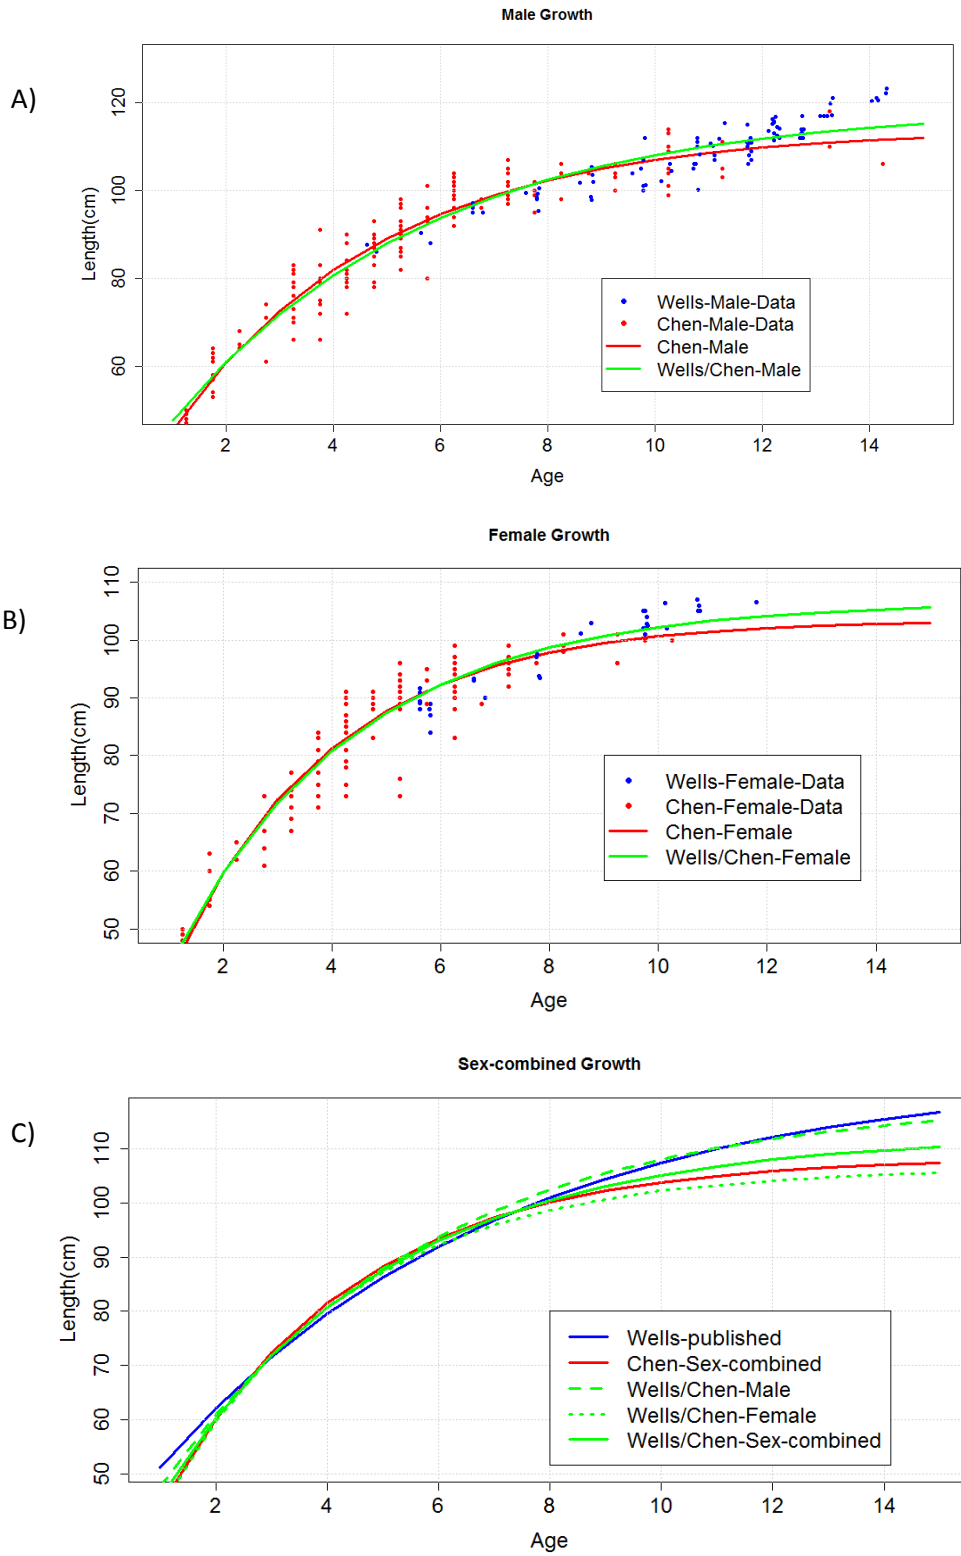 Male Growth
A)
120
100
80
60
Length(cm)
Wells-Male-Data
Chen-Male-Data
Chen-Male
Wells/Chen-Male
2 4 6 8 10 12 14
Age
Female Growth
B)
110
100
90
80
70
60
50
Length(cm)
Wells-Female-Data
Chen-Female-Data
Chen-Female
Wells/Chen-Female
2 4 6 8 10 12 14
Age
Sex-combined Growth
C)
110
100
90
80
70
60
50
Length(cm)
Wells-published
Chen-Sex-combined
Wells/Chen-Male
Wells/Chen-Female
Wells/Chen-Sex-combined
2 4 6 8 10 12 14
Age